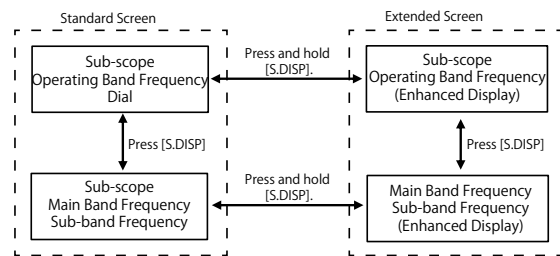 Standard Screen
Extended Screen
Sub-scope
Operating Band Frequency
Dial
Press and hold
[S.DISP].
Sub-scope
Operating Band Frequency
(Enhanced Display)
Press [S.DISP]
Press [S.DISP]
Sub-scope
Main Band Frequency
Sub-band Frequency
Press and hold
[S.DISP].
Main Band Frequency
Sub-band Frequency
(Enhanced Display)